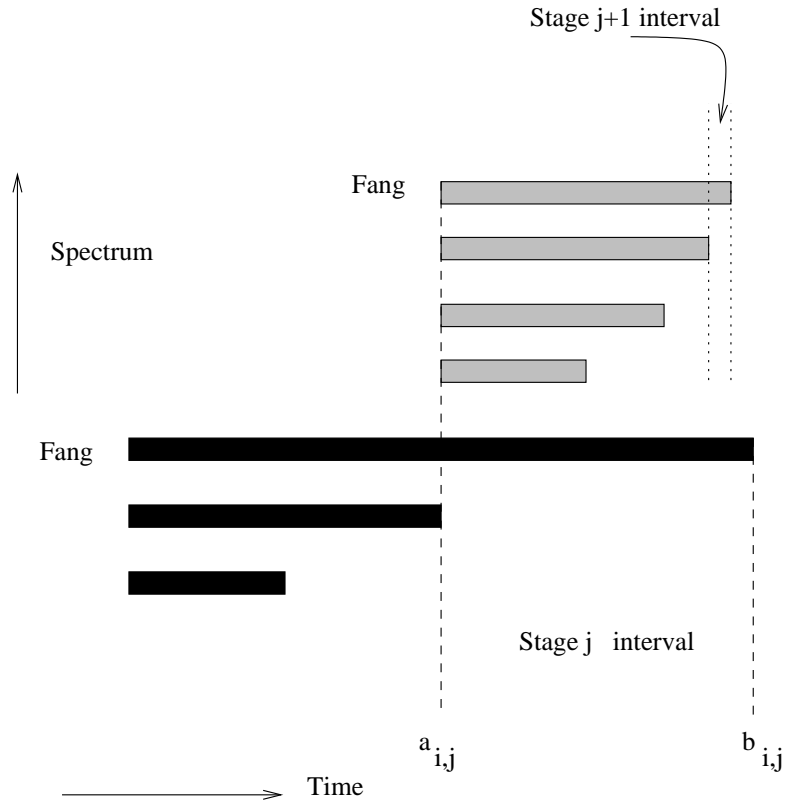 Stage j+1 interval
Fang
Spectrum
Fang
Stage j interval
a i,j
b i,j
Time